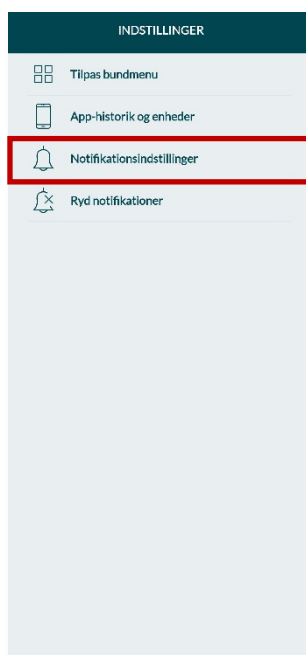 INDSTILLINGER
Tilpas bundmenu
App-historik og enheder
Notifikationsindstillinger
Ryd notifikationer